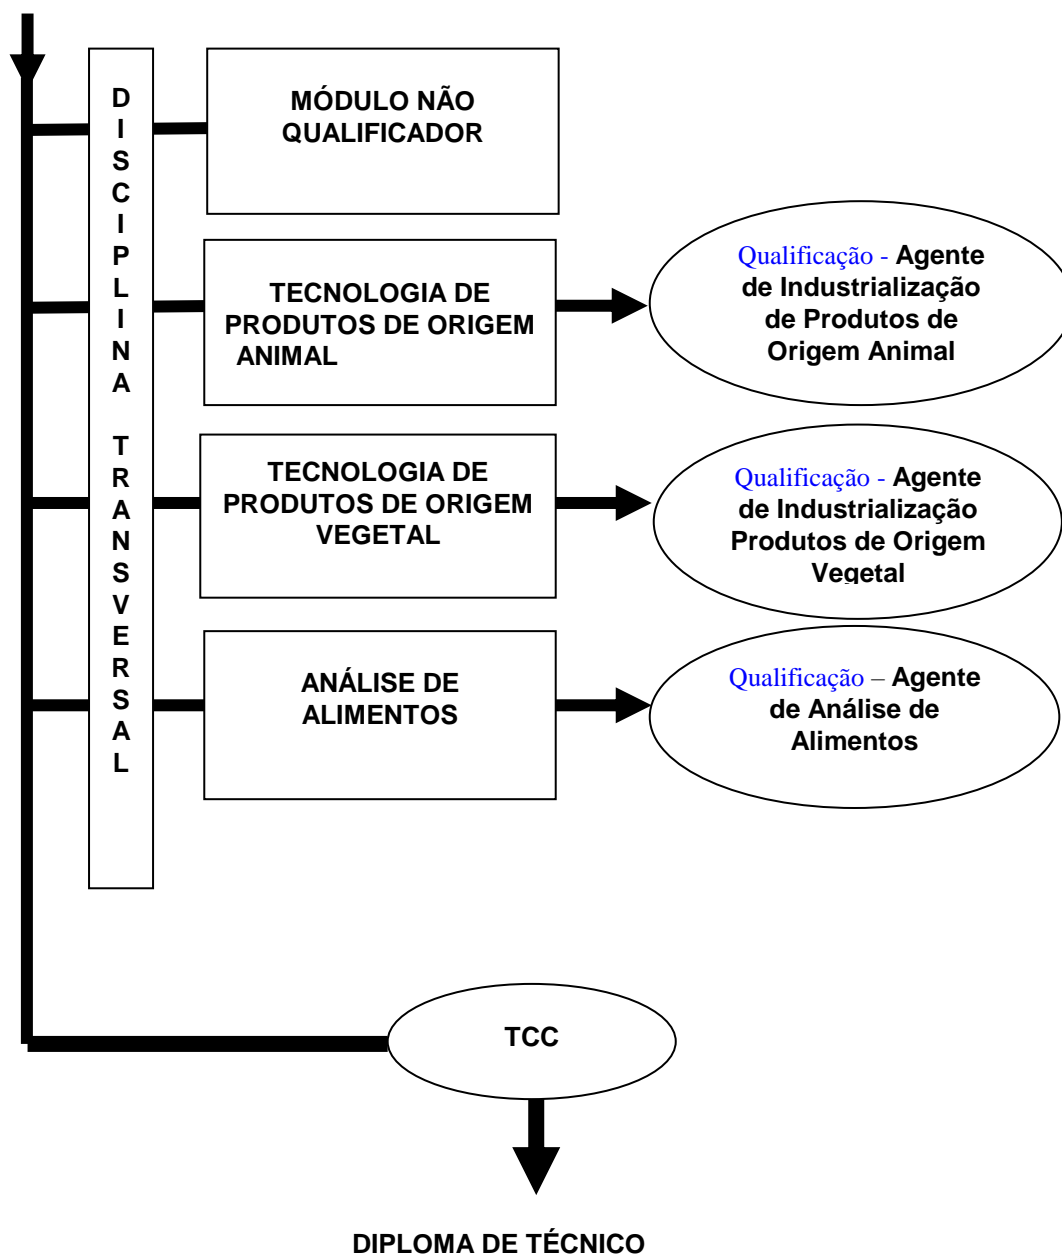 DISCIPLINA TRANSVERSAL
MÓDULO NÃO
QUALIFICADOR
TECNOLOGIA DE
PRODUTOS DE ORIGEM
ANIMAL
Qualificação - Agente
de Industrialização
de Produtos de
Origem Animal
TECNOLOGIA DE
PRODUTOS DE ORIGEM
VEGETAL
Qualificação - Agente
de Industrialização
Produtos de Origem
Vegetal
ANÁLISE DE
ALIMENTOS
Qualificação – Agente
de Análise de
Alimentos
TCC
DIPLOMA DE TÉCNICO